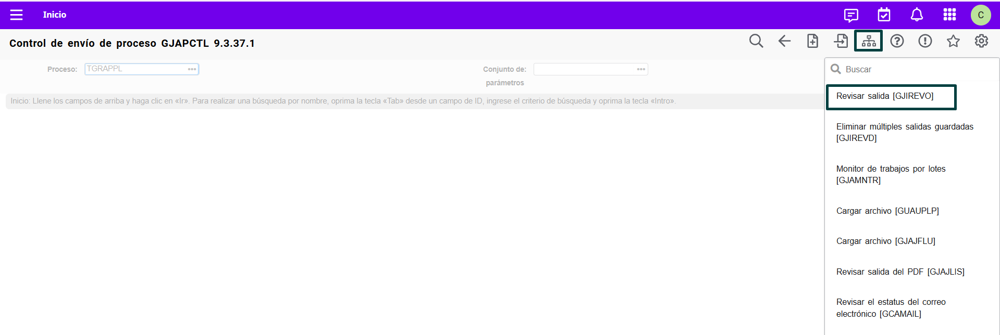 Inicio
C
Control de envío de proceso GJAPCTL 9.3.37.1
Proceso: TGRAPPL
Conjunto de:
parámetros
Inicio: Llene los campos de arriba y haga clic en «Ir». Para realizar una búsqueda por nombre, oprima la tecla «Tab» desde un campo de ID, ingrese el criterio de búsqueda y oprima la tecla «Intro».
Buscar
Revisar salida [GJIREVO]
Eliminar múltiples salidas guardadas
[GJIREVD]
Monitor de trabajos por lotes
[GJAMNTR]
Cargar archivo [GUAUPLP]
Cargar archivo [GJAJFLU]
Revisar salida del PDF [GJAJLIS]
Revisar el estatus del correo
electrónico [GCAMAIL]